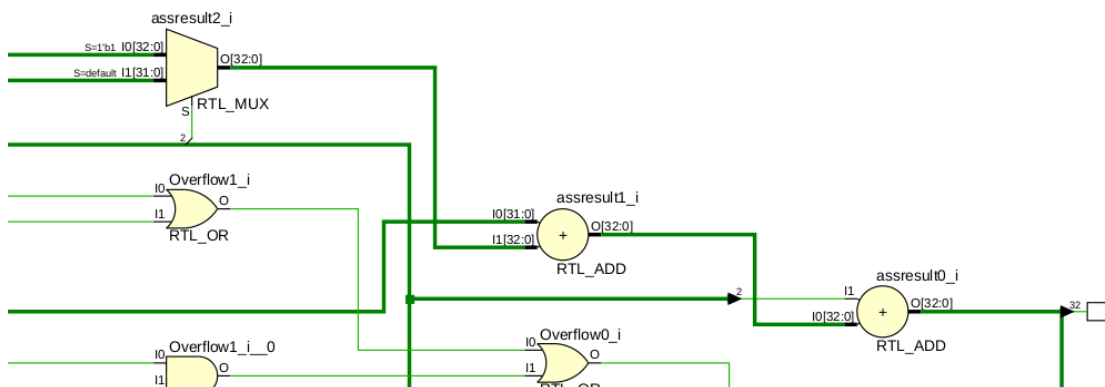 assresult2_i
S=1'b1 I0[32:0]
S=default I1[31:0]
O[32:0]
S
RTL_MUX
2
Overflow1_i
I0
I1
O
RTL_OR
assresult1_i
I0[31:0]
I1[32:0]
+
O[32:0]
RTL_ADD
2
assresult0_i
I1
I0[32:0]
+
O[32:0]
RTL_ADD
32
Overflow1_i__0
I0
I1
O
Overflow0_i
I0
I1
O
RTL_OR